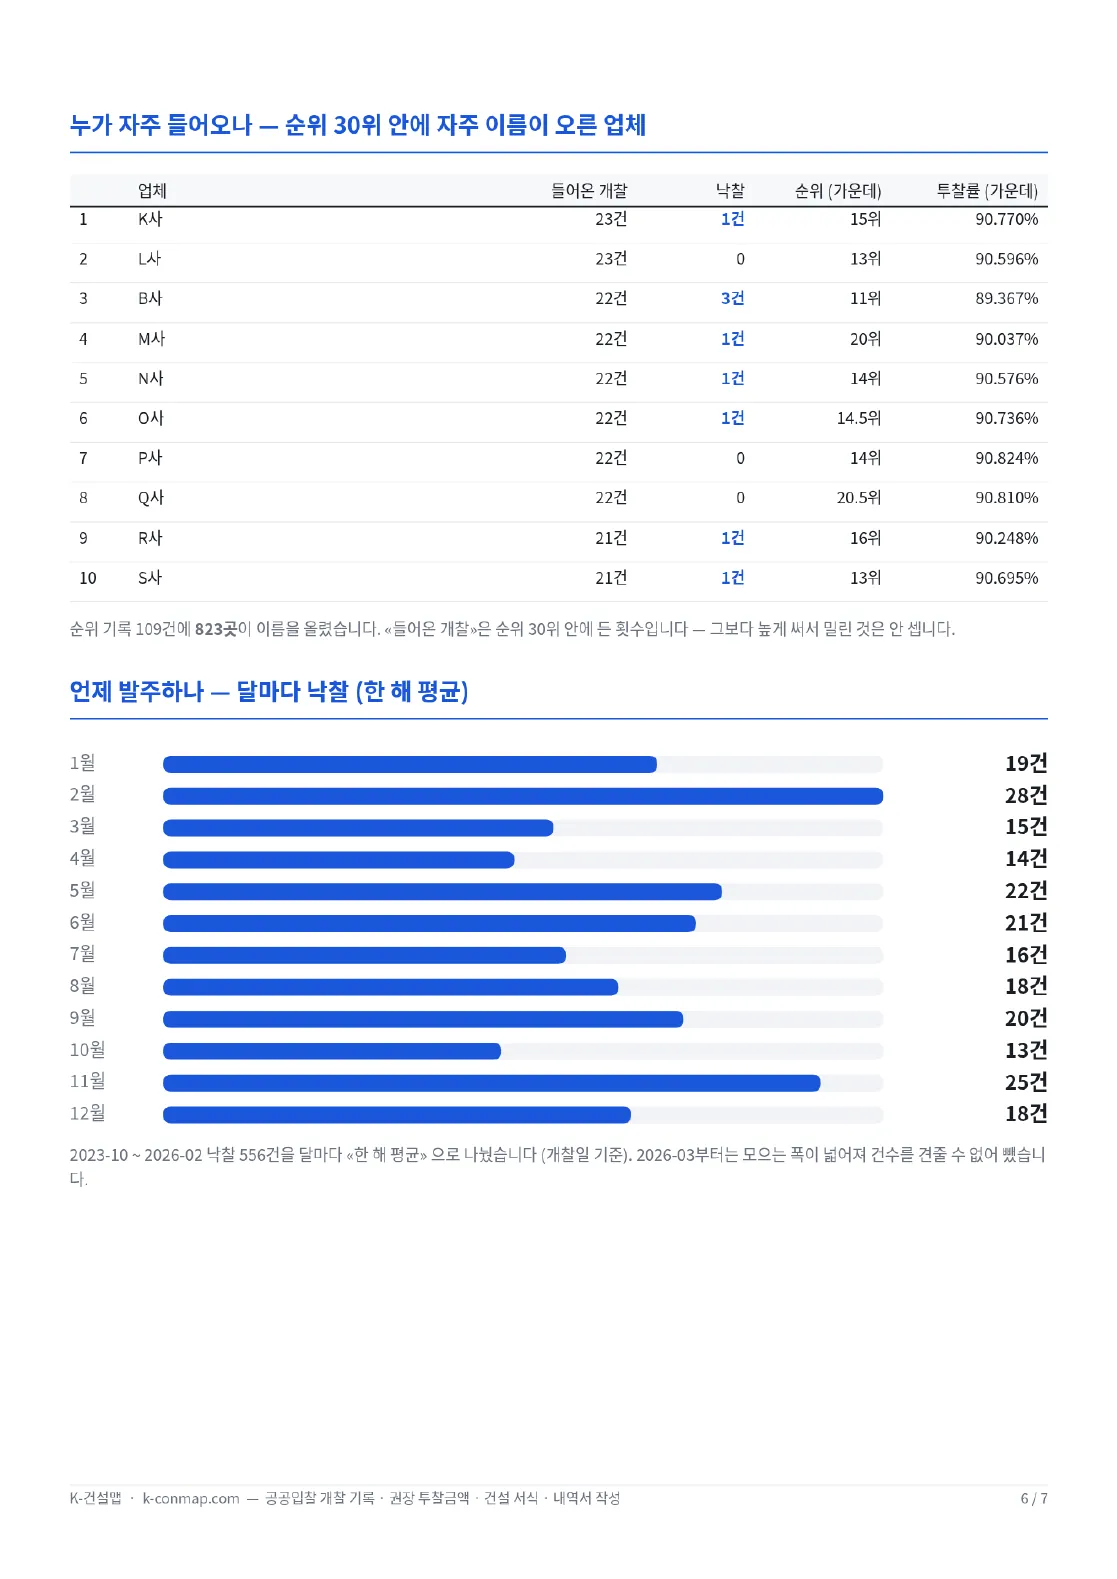 누가 자주 들어오나 — 순위 30위 안에 자주 이름이 오른 업체
업체 들어온 개찰 낙찰 순위 (가운데) 투찰률 (가운데)
1 K사 23건 1건 15위 90.770%
2 L사 23건 0 13위 90.596%
3 B사 22건 3건 11위 89.367%
4 M사 22건 1건 20위 90.037%
5 N사 22건 1건 14위 90.576%
6 O사 22건 1건 14.5위 90.736%
7 P사 22건 0 14위 90.824%
8 Q사 22건 0 20.5위 90.810%
9 R사 21건 1건 16위 90.248%
10 S사 21건 1건 13위 90.695%
순위 기록 109건에 823곳이 이름을 올렸습니다. «들어온 개찰»은 순위 30위 안에 든 횟수입니다 — 그보다 높게 써서 밀린 것은 안 셉니다.
언제 발주하나 — 달마다 낙찰 (한 해 평균)
1월 19건
2월 28건
3월 15건
4월 14건
5월 22건
6월 21건
7월 16건
8월 18건
9월 20건
10월 13건
11월 25건
12월 18건
2023-10 ~ 2026-02 낙찰 556건을 달마다 «한 해 평균» 으로 나눴습니다 (개찰일 기준). 2026-03부터는 모으는 폭이 넓어져 건수를 견줄 수 없어 뺐습니
다.
K-건설맵 · k-conmap.com — 공공입찰 개찰 기록 · 권장 투찰금액 · 건설 서식 · 내역서 작성 6 / 7